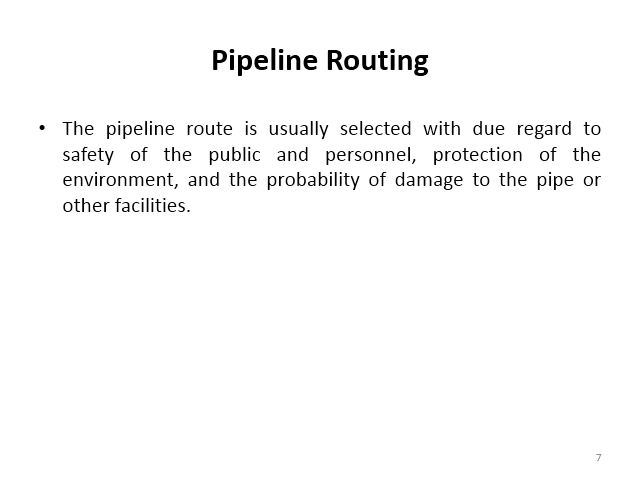 Pipeline Routing
• The pipeline route is usually selected with due regard to
safety of the public and personnel, protection of the
environment, and the probability of damage to the pipe or
other facilities.
7